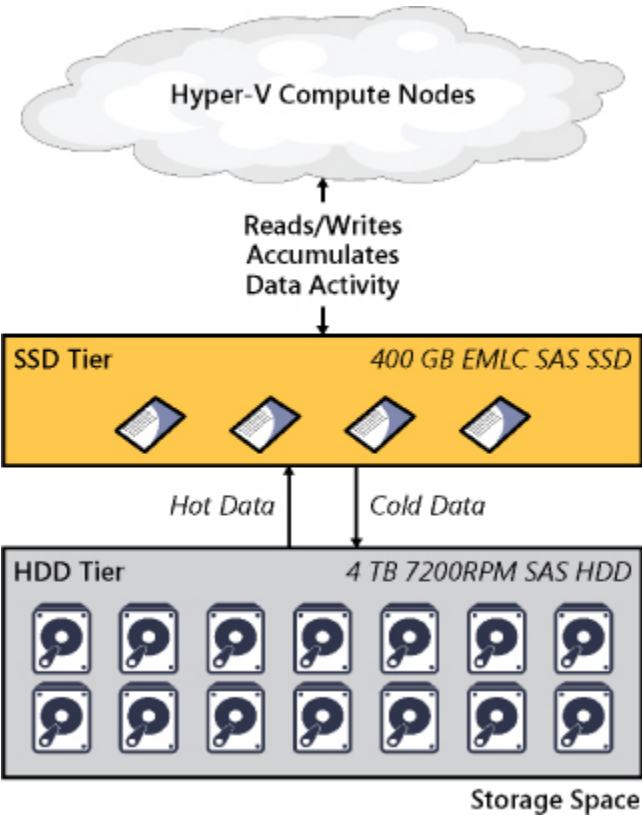 Hyper-V Compute Nodes
Reads/Writes
Accumulates
Data Activity
SSD Tier 400 GB EMLC SAS SSD
Hot Data Cold Data
HDD Tier 4 TB 7200RPM SAS HDD
Storage Space